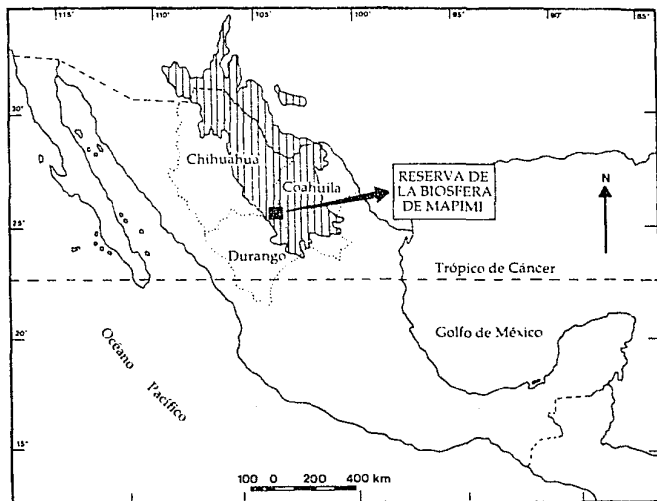 115° 110° 105° 100° 95° 90° 85°
30°
25°
20°
15°
Chihuahua
Coahuila
Durango
RESERVA DE
LA BIOSFERA
DE MAPIMI
N
Trópico de Cáncer
Golfo de México
Océano
Pacífico
100 0 200 400 km